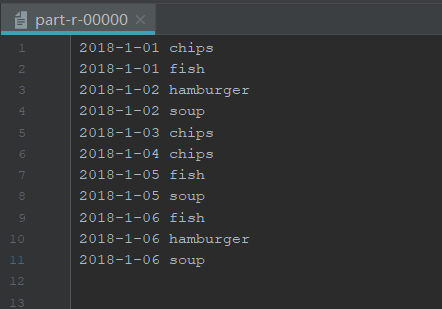 part-r-00000
1 2018-1-01 chips
2 2018-1-01 fish
3 2018-1-02 hamburger
4 2018-1-02 soup
5 2018-1-03 chips
6 2018-1-04 chips
7 2018-1-05 fish
8 2018-1-05 soup
9 2018-1-06 fish
10 2018-1-06 hamburger
11 2018-1-06 soup
12
13